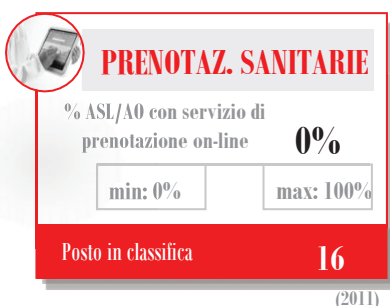 PRENOTAZ. SANITARIE
% ASL/AO con servizio di
prenotazione on-line 0%
min: 0% max: 100%
Posto in classifica 16
(2011)